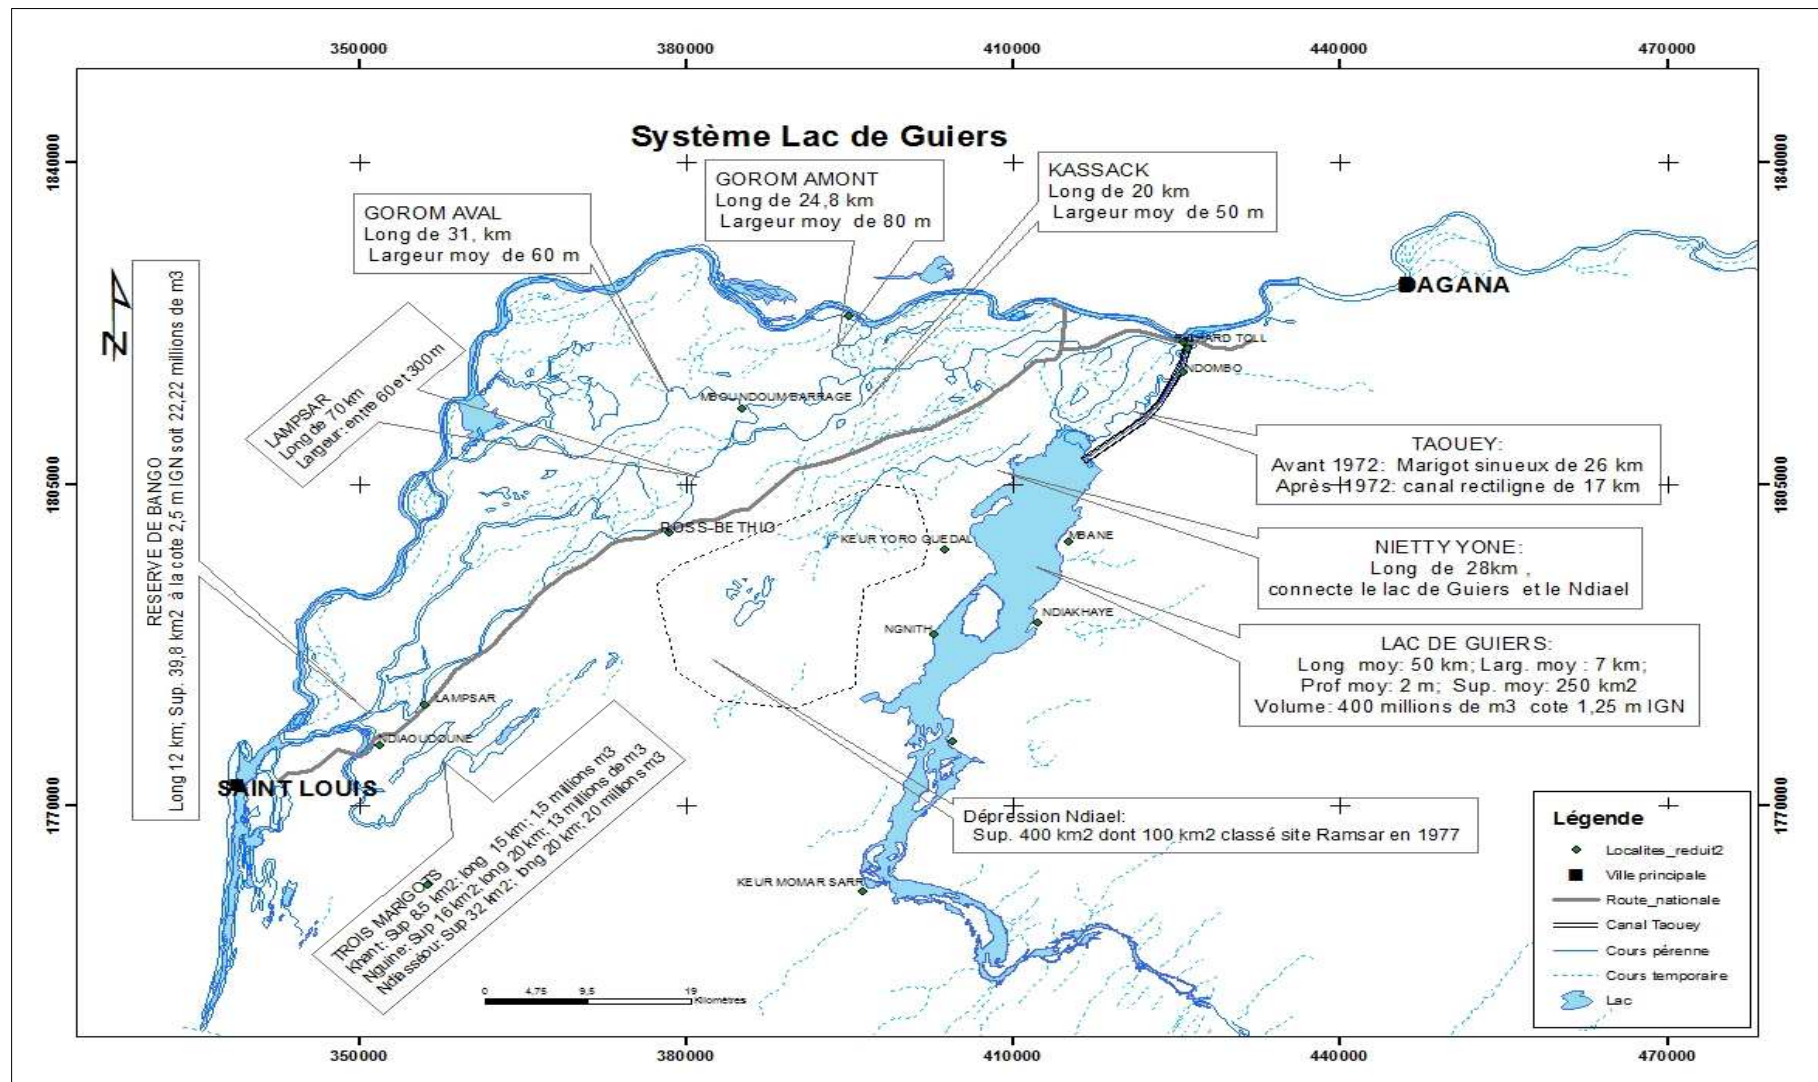 350000
380000
410000
440000
470000
Système Lac de Guiers
1840000
1840000
GOROM AVAL
Long de 31, km
Largeur moy de 60 m
GOROM AMONT
Long de 24,8 km
Largeur moy de 80 m
KASSACK
Long de 20 km
Largeur moy de 50 m
DAGANA
N
RESERVE DE BANGO
Long 12 km; Sup. 39,8 km2 à la cote 2,5 m IGN soit 22,22 millions de m3
LAMPSAR
Long de 70 km
Largeur: entre 60 et 300m
TOLL
NDOMBO
MBOUNDOUM BARRAGE
TAOUEY:
Avant 1972: Marigot sinueux de 26 km
Après 1972: canal rectiligne de 17 km
1805000
1805000
ROSS-BETHIO
KEUR YORO GUEDAL
MBANE
NIETTY YONE:
Long de 28km ,
connecte le lac de Guiers et le Ndiael
NGNITH
NDIAKHAYE
LAC DE GUIERS:
Long moy: 50 km; Larg. moy : 7 km;
Prof moy: 2 m; Sup. moy: 250 km2
Volume: 400 millions de m3 cote 1,25 m IGN
LAMPSAR
NDIAOUDOUNE
SAINT LOUIS
1770000
1770000
TROIS MARIGOTS
Khant: Sup 8.5 km2; long 15 km; 1.5 millions m3
Nguine: Sup 16 km2; long 20 km; 13 millions de m3
Ndiasséou: Sup 32 km2; long 20 km; 20 millions m3
Dépression Ndiael:
Sup. 400 km2 dont 100 km2 classé site Ramsar en 1977
KEUR MOMAR SARR
0
4,75
9,5
19
Kilomètres
Légende
Localites_reduit2
Ville principale
Route_nationale
Canal Taouey
Cours pérenne
Cours temporaire
Lac
350000
380000
410000
440000
470000